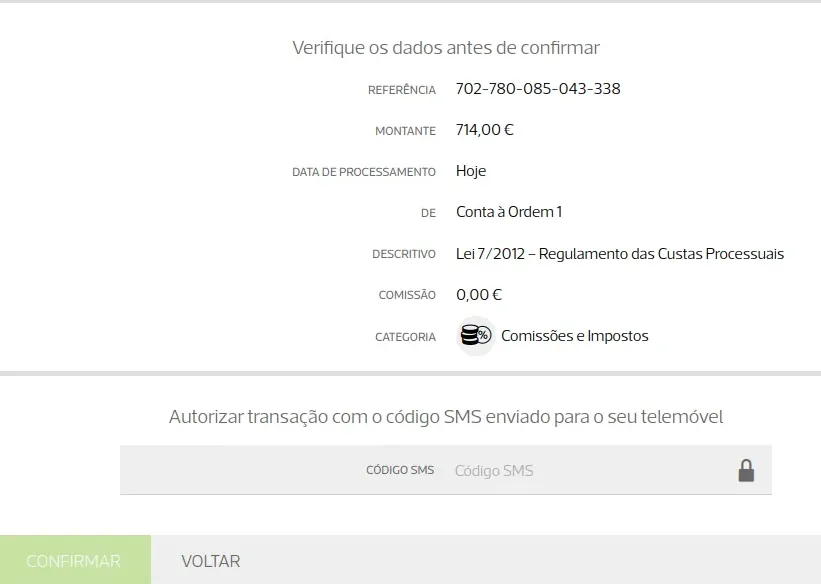 Verifique os dados antes de confirmar
REFERÊNCIA 702-780-085-043-338
MONTANTE 714,00 €
DATA DE PROCESSAMENTO Hoje
DE Conta à Ordem 1
DESCRITIVO Lei 7/2012 – Regulamento das Custas Processuais
COMISSÃO 0,00 €
CATEGORIA % Comissões e Impostos
Autorizar transação com o código SMS enviado para o seu telemóvel
CÓDIGO SMS Código SMS
CONFIRMAR VOLTAR